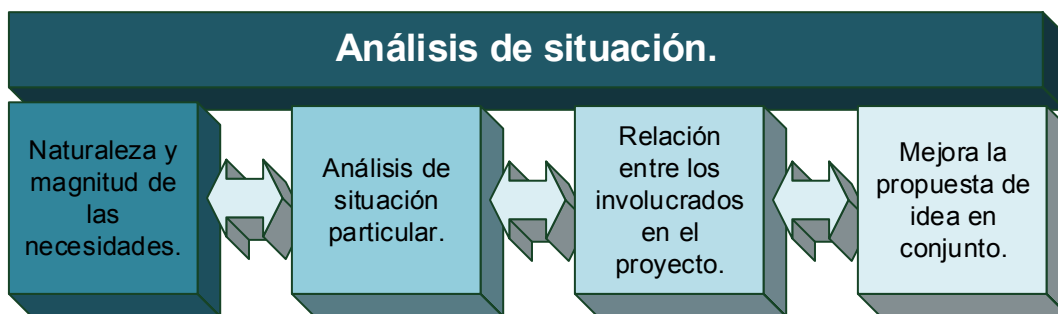 Análisis de situación.
Naturaleza y
magnitud de
las
necesidades.
Análisis de
situación
particular.
Relación
entre los
involucrados
en el
proyecto.
Mejora la
propuesta de
idea en
conjunto.